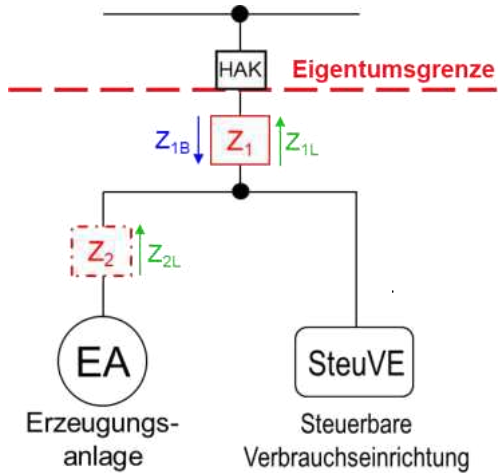 HAK
Eigentumsgrenze
Z1B
Z1
Z1L
Z2
Z2L
EA
SteuVE
Erzeugungs-
anlage
Steuerbare
Verbrauchseinrichtung